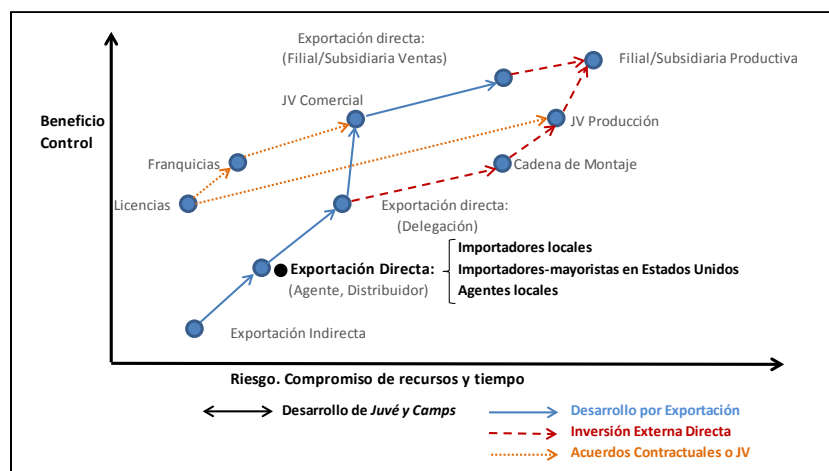 Exportación directa:
(Filial/Subsidiaria Ventas)
Filial/Subsidiaria Productiva
JV Comercial
Beneficio
Control
JV Producción
Franquicias
Cadena de Montaje
Licencias
Exportación directa:
(Delegación)
Importadores locales
Exportación Directa:
Importadores-mayoristas en Estados Unidos
(Agente, Distribuidor)
Agentes locales
Exportación Indirecta
Riesgo. Compromiso de recursos y tiempo
Desarrollo de Juvé y Camps
Desarrollo por Exportación
Inversión Externa Directa
Acuerdos Contractuales o JV